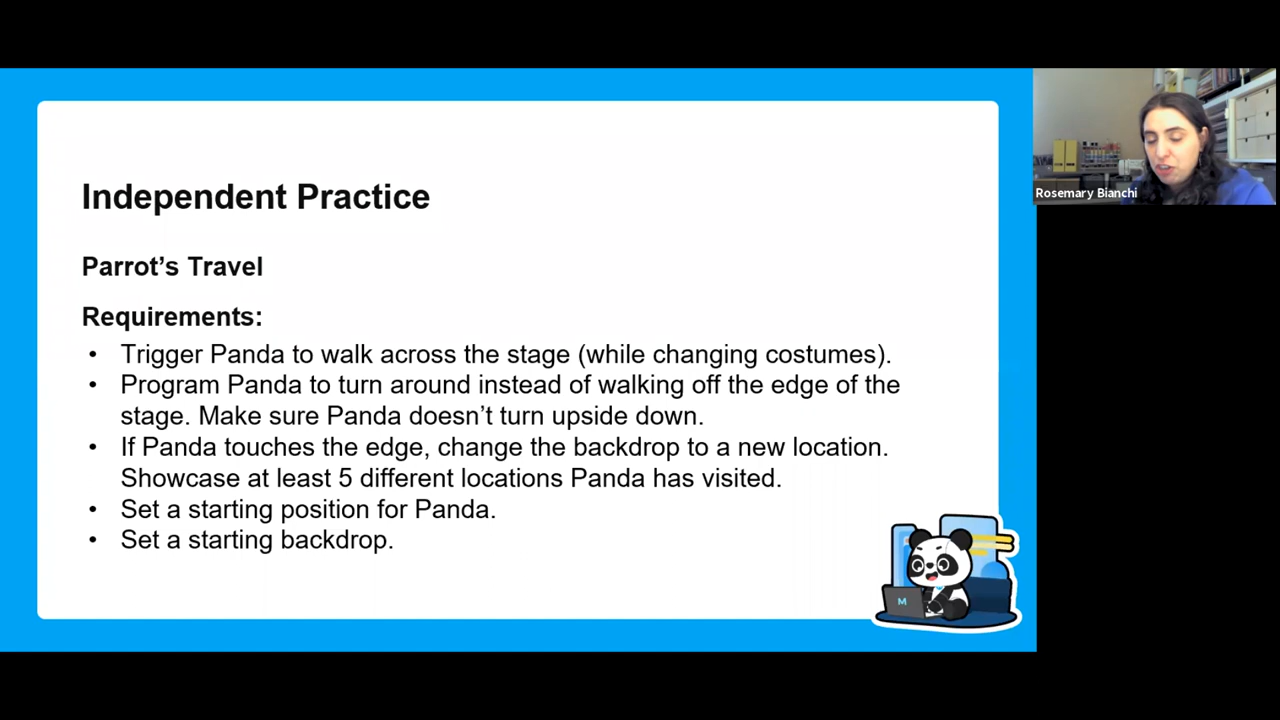 Independent Practice
Parrot’s Travel
Requirements:
• Trigger Panda to walk across the stage (while changing costumes).
• Program Panda to turn around instead of walking off the edge of the
stage. Make sure Panda doesn’t turn upside down.
• If Panda touches the edge, change the backdrop to a new location.
Showcase at least 5 different locations Panda has visited.
• Set a starting position for Panda.
• Set a starting backdrop.
M
Rosemary Bianchi